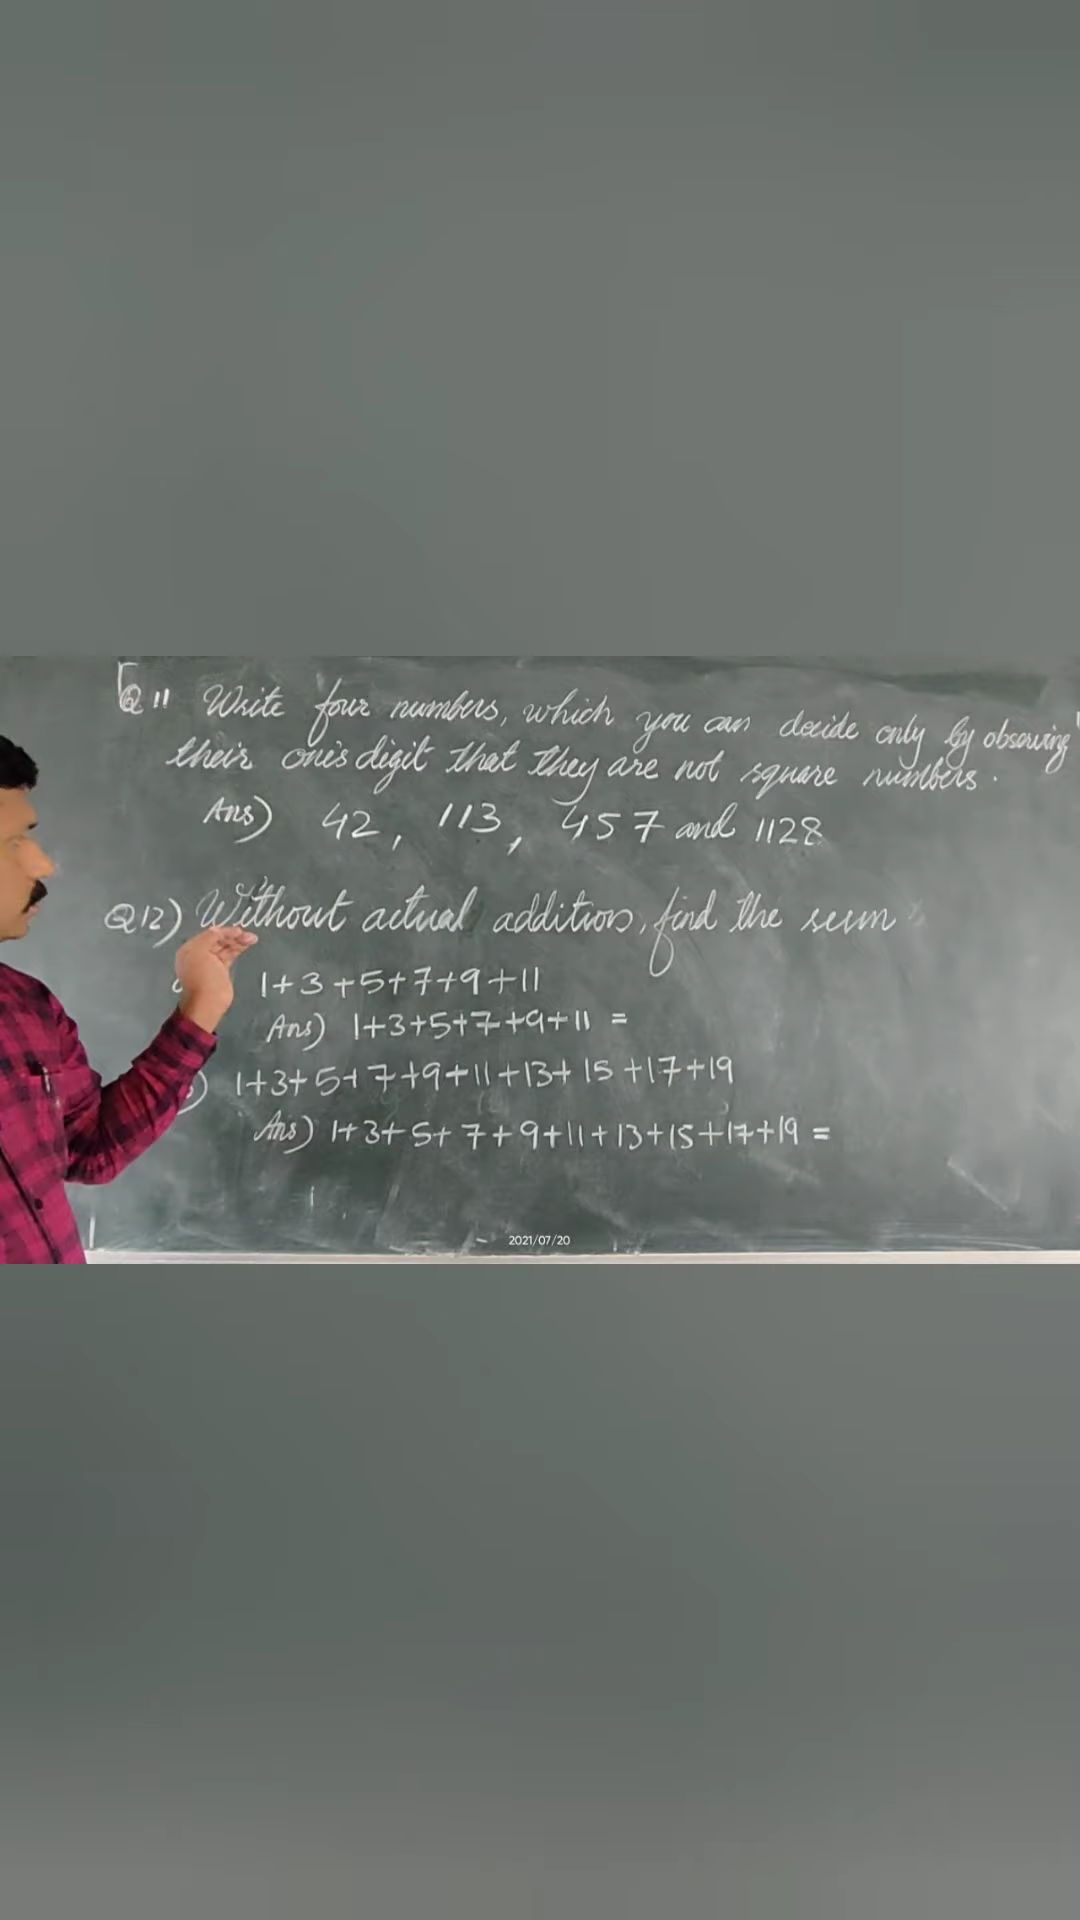 Q11 Write four numbers, which you can decide only by observing
their one's digit that they are not square numbers.
Ans) 42, 113, 457 and 1128
Q12) Without actual addition, find the sum
1+3+5+7+9+11
Ans) 1+3+5+7+9+11 =
) 1+3+5+7+9+11+13+15+17+19
Ans) 1+3+5+7+9+11+13+15+17+19 =
2021/07/20